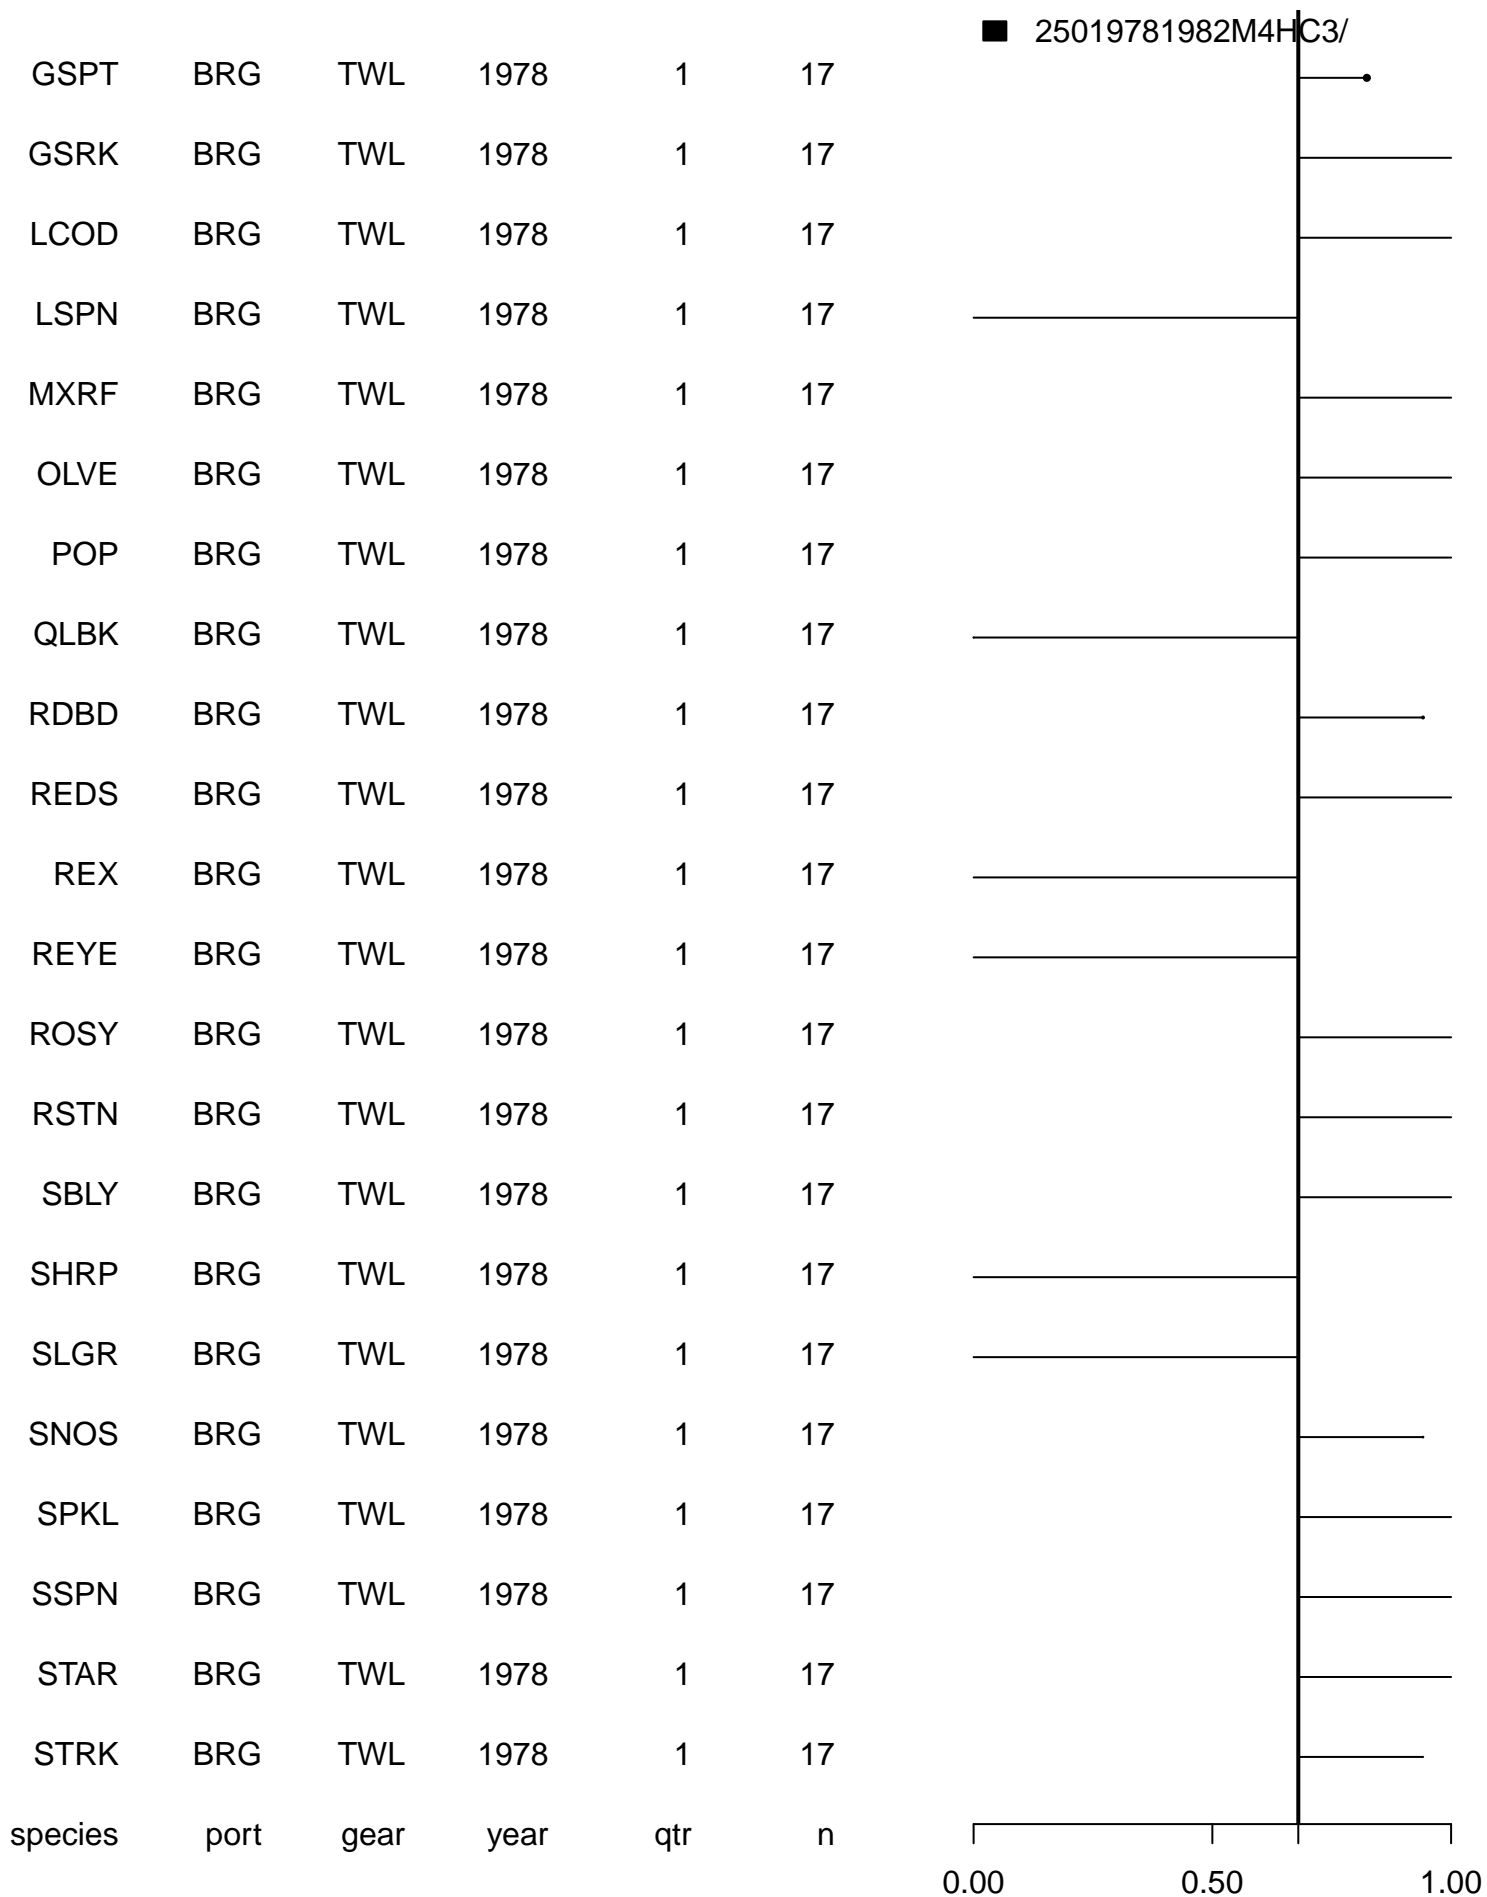 25019781982M4HC3/
GSPT BRG TWL 1978 1 17
GSRK BRG TWL 1978 1 17
LCOD BRG TWL 1978 1 17
LSPN BRG TWL 1978 1 17
MXRF BRG TWL 1978 1 17
OLVE BRG TWL 1978 1 17
POP BRG TWL 1978 1 17
QLBK BRG TWL 1978 1 17
RDBD BRG TWL 1978 1 17
REDS BRG TWL 1978 1 17
REX BRG TWL 1978 1 17
REYE BRG TWL 1978 1 17
ROSY BRG TWL 1978 1 17
RSTN BRG TWL 1978 1 17
SBLY BRG TWL 1978 1 17
SHRP BRG TWL 1978 1 17
SLGR BRG TWL 1978 1 17
SNOS BRG TWL 1978 1 17
SPKL BRG TWL 1978 1 17
SSPN BRG TWL 1978 1 17
STAR BRG TWL 1978 1 17
STRK BRG TWL 1978 1 17
species port gear year qtr n
0.00 0.50 1.00